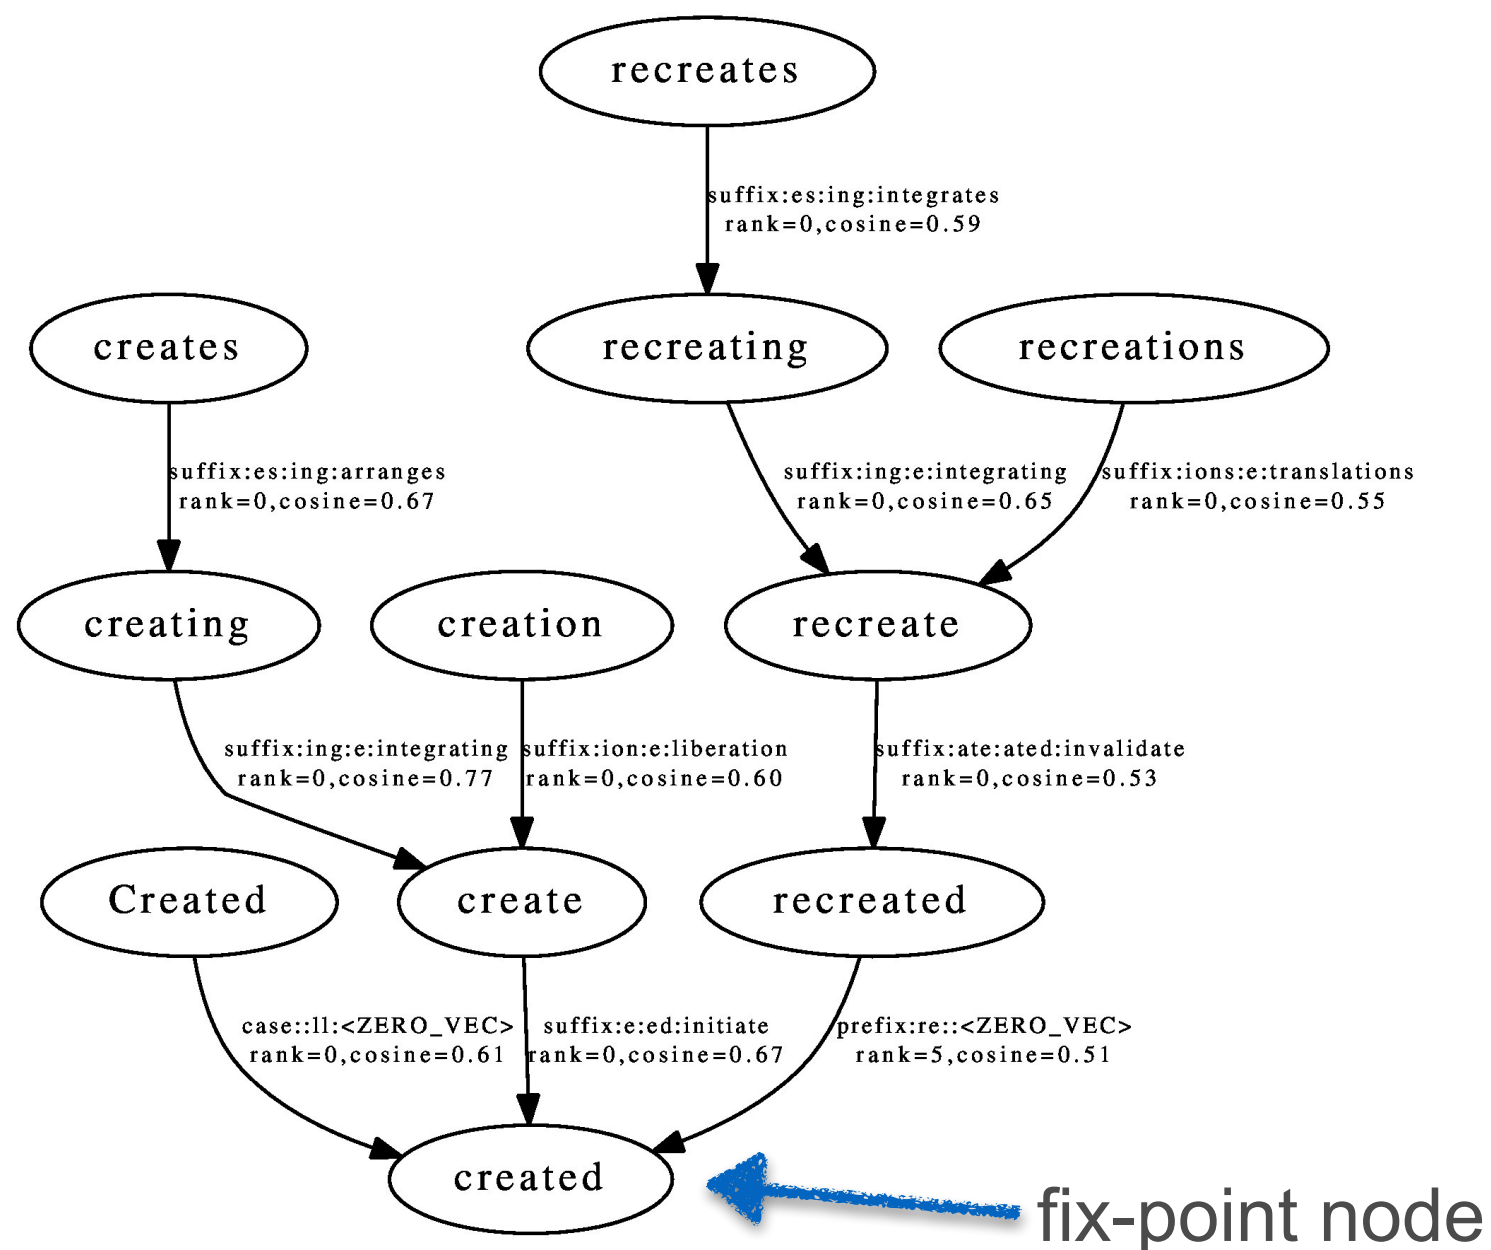 recreates
suffix:es:ing:integrates
rank=0,cosine=0.59
creates
recreating
recreations
suffix:es:ing:arranges
rank=0,cosine=0.67
suffix:ing:e:integrating
rank=0,cosine=0.65
suffix:ions:e:translations
rank=0,cosine=0.55
creating
creation
recreate
suffix:ing:e:integrating
rank=0,cosine=0.77
suffix:ion:e:liberation
rank=0,cosine=0.60
suffix:ate:ated:invalidate
rank=0,cosine=0.53
Created
create
recreated
case::ll:<ZERO_VEC>
rank=0,cosine=0.61
suffix:e:ed:initiate
rank=0,cosine=0.67
prefix:re::<ZERO_VEC>
rank=5,cosine=0.51
created
fix-point node